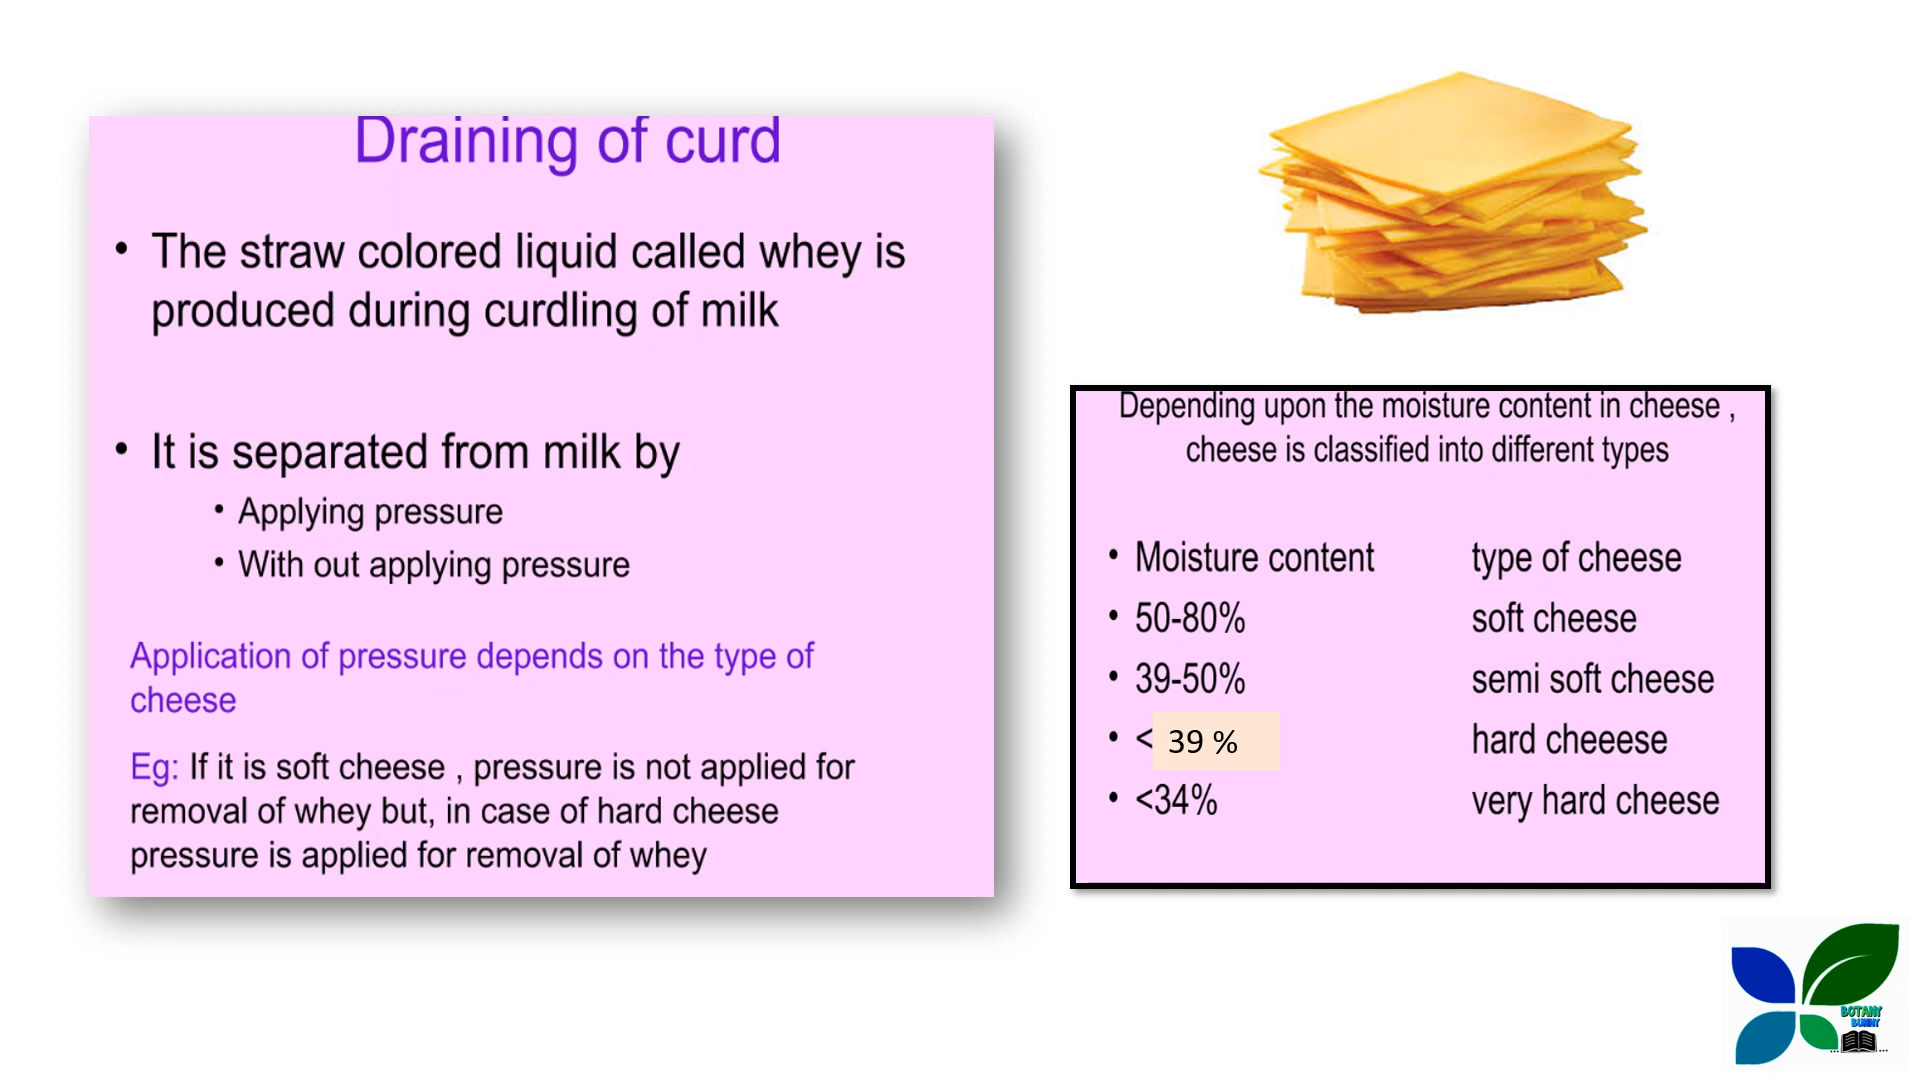 Draining of curd
• The straw colored liquid called whey is
produced during curdling of milk
• It is separated from milk by
• Applying pressure
• With out applying pressure
Application of pressure depends on the type of
cheese
Eg: If it is soft cheese , pressure is not applied for
removal of whey but, in case of hard cheese
pressure is applied for removal of whey
Depending upon the moisture content in cheese ,
cheese is classified into different types
• Moisture content type of cheese
• 50-80% soft cheese
• 39-50% semi soft cheese
• < 39 % hard cheeese
• <34% very hard cheese
BOTANY
BUNNY